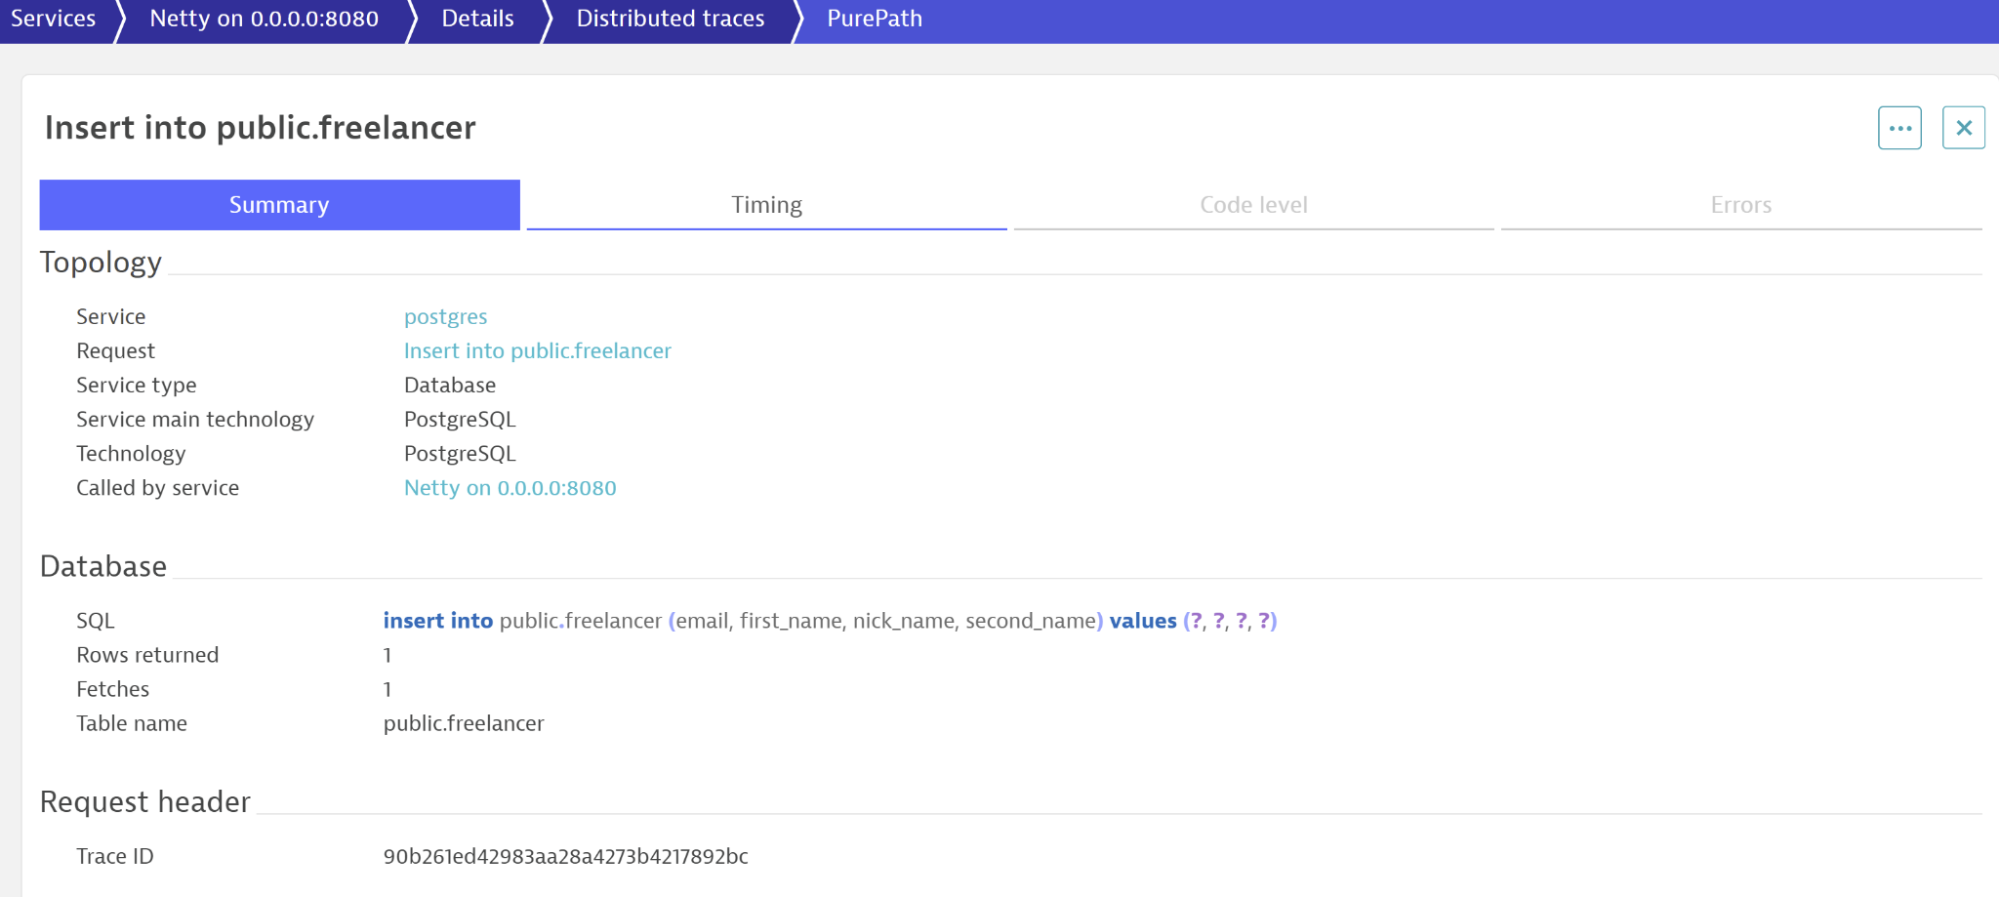 Services Netty on 0.0.0.0:8080 Details Distributed traces PurePath
Insert into public.freelancer
Summary Timing Code level Errors
Topology
Service postgres
Request Insert into public.freelancer
Service type Database
Service main technology PostgreSQL
Technology PostgreSQL
Called by service Netty on 0.0.0.0:8080
Database
SQL insert into public.freelancer (email, first_name, nick_name, second_name) values (?, ?, ?, ?)
Rows returned 1
Fetches 1
Table name public.freelancer
Request header
Trace ID 90b261ed42983aa28a4273b4217892bc